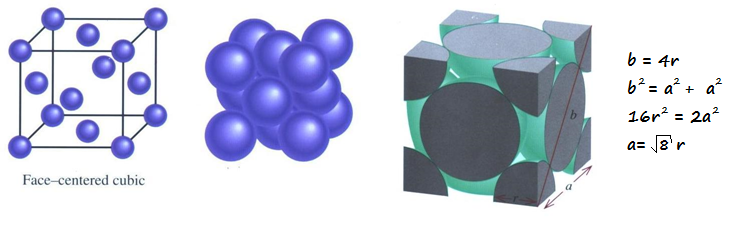 Face–centered cubic
b
a
b = 4r
b² = a² + a²
16r² = 2a²
a= √8 r